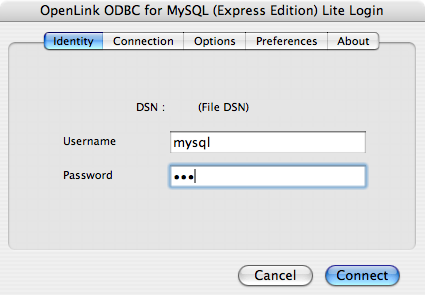 OpenLink ODBC for MySQL (Express Edition) Lite Login
Identity Connection Options Preferences About
DSN : (File DSN)
Username mysql
Password •••
Cancel Connect